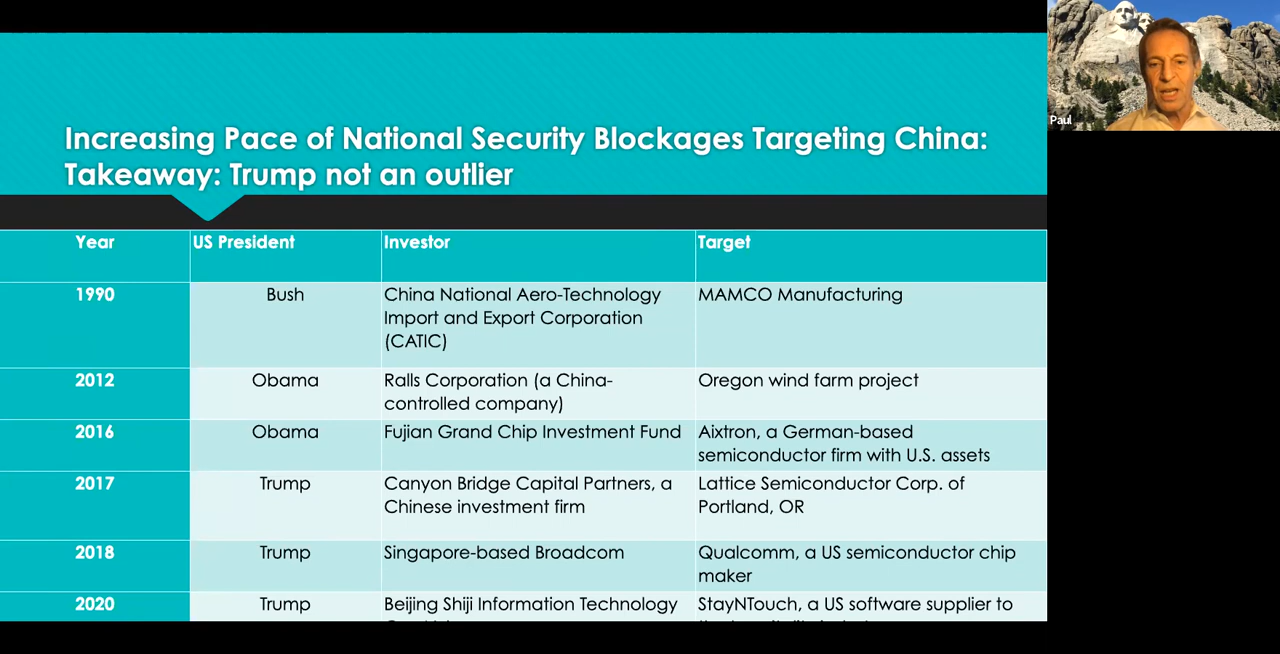 Increasing Pace of National Security Blockages Targeting China:
Takeaway: Trump not an outlier
Paul
Year US President Investor Target
1990 Bush China National Aero-Technology MAMCO Manufacturing
Import and Export Corporation
(CATIC)
2012 Obama Ralls Corporation (a China- Oregon wind farm project
controlled company)
2016 Obama Fujian Grand Chip Investment Fund Aixtron, a German-based
semiconductor firm with U.S. assets
2017 Trump Canyon Bridge Capital Partners, a Lattice Semiconductor Corp. of
Chinese investment firm Portland, OR
2018 Trump Singapore-based Broadcom Qualcomm, a US semiconductor chip
maker
2020 Trump Beijing Shiji Information Technology StayNTouch, a US software supplier to